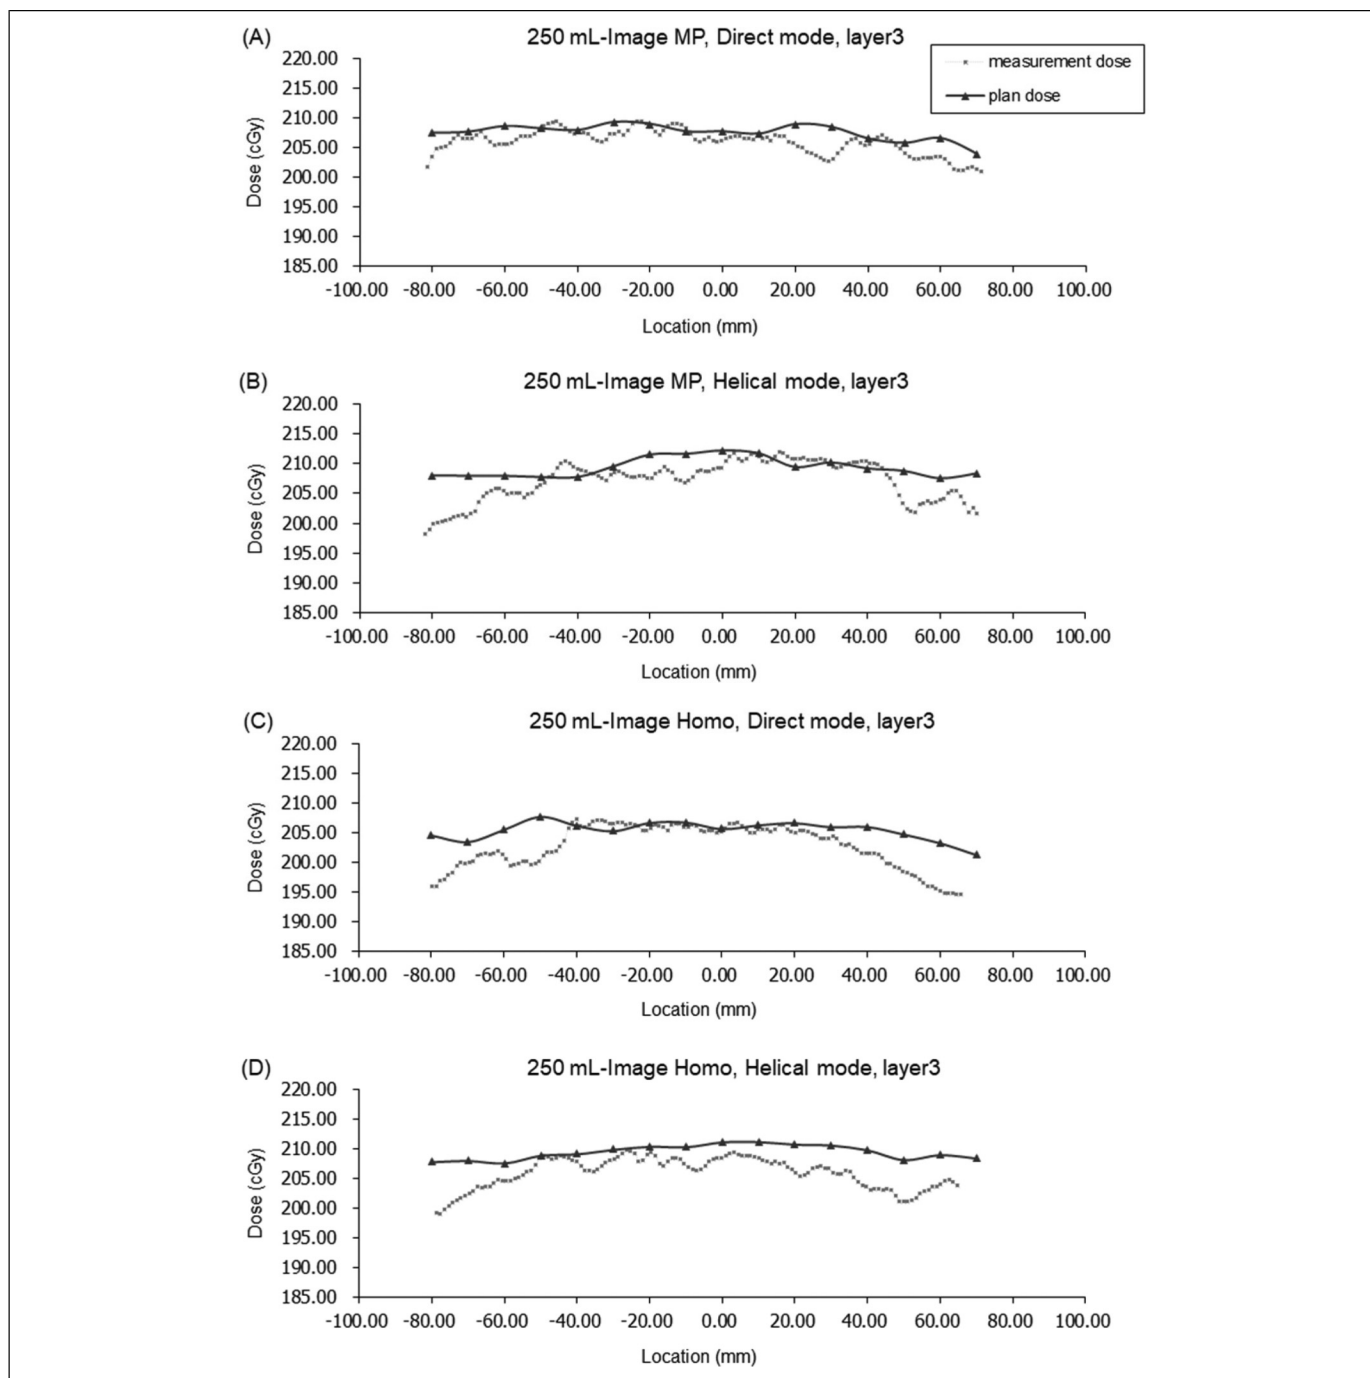 (A) 250 mL-Image MP, Direct mode, layer3
measurement dose
plan dose
220.00
215.00
210.00
205.00
200.00
195.00
190.00
185.00
Dose (cGy)
-100.00 -80.00 -60.00 -40.00 -20.00 0.00 20.00 40.00 60.00 80.00 100.00
Location (mm)
(B) 250 mL-Image MP, Helical mode, layer3
220.00
215.00
210.00
205.00
200.00
195.00
190.00
185.00
Dose (cGy)
-100.00 -80.00 -60.00 -40.00 -20.00 0.00 20.00 40.00 60.00 80.00 100.00
Location (mm)
(C) 250 mL-Image Homo, Direct mode, layer3
220.00
215.00
210.00
205.00
200.00
195.00
190.00
185.00
Dose (cGy)
-100.00 -80.00 -60.00 -40.00 -20.00 0.00 20.00 40.00 60.00 80.00 100.00
Location (mm)
(D) 250 mL-Image Homo, Helical mode, layer3
220.00
215.00
210.00
205.00
200.00
195.00
190.00
185.00
Dose (cGy)
-100.00 -80.00 -60.00 -40.00 -20.00 0.00 20.00 40.00 60.00 80.00 100.00
Location (mm)